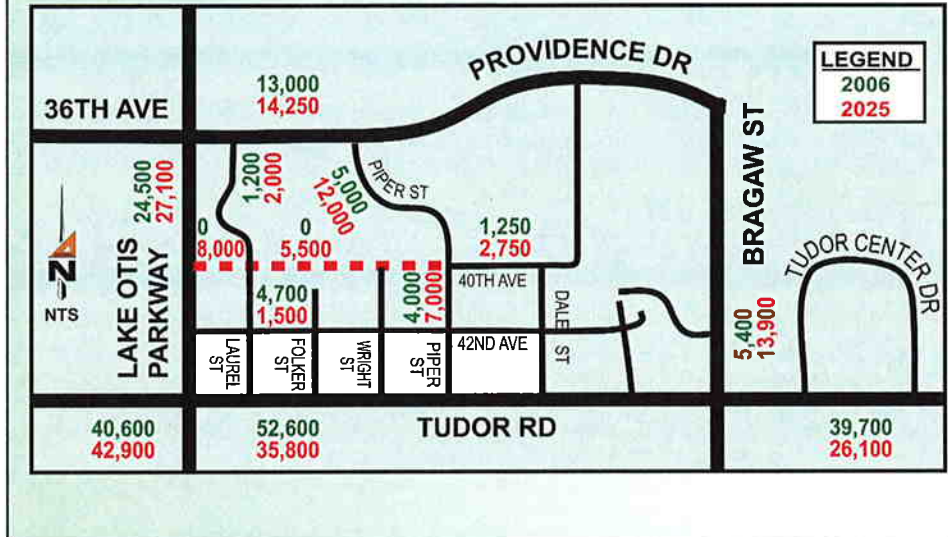 PROVIDENCE DR
LEGEND
2006
2025
13,000
14,250
36TH AVE
BRAGAW ST
24,500
27,100
1,200
2,000
5,000
12,000
PIPER ST
LAKE OTIS
PARKWAY
N
NTS
0
8,000
0
5,500
1,250
2,750
TUDOR CENTER DR
40TH AVE
4,700
1,500
4,000
7,000
DALE ST
5,400
13,900
42ND AVE
LAUREL
ST
FOLKER
ST
WRIGHT
ST
PIPER
ST
40,600
42,900
52,600
35,800
TUDOR RD
39,700
26,100